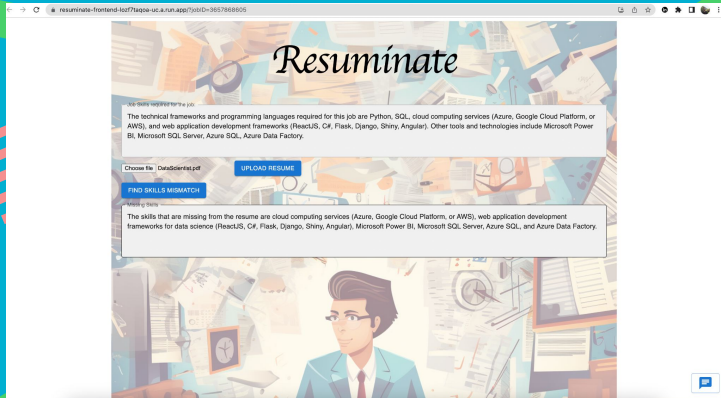 resuminate-frontend-lozf7taqoa-uc.a.run.app/?jobID=3657868605
Resuminate
Job Skills required for the job
The technical frameworks and programming languages required for this job are Python, SQL, cloud computing services (Azure, Google Cloud Platform, or
AWS), and web application development frameworks (ReactJS, C#, Flask, Django, Shiny, Angular). Other tools and technologies include Microsoft Power
BI, Microsoft SQL Server, Azure SQL, Azure Data Factory.
Choose file DataScientist.pdf UPLOAD RESUME
FIND SKILLS MISMATCH
Missing Skills
The skills that are missing from the resume are cloud computing services (Azure, Google Cloud Platform, or AWS), web application development
frameworks for data science (ReactJS, C#, Flask, Django, Shiny, Angular), Microsoft Power BI, Microsoft SQL Server, Azure SQL, and Azure Data Factory.